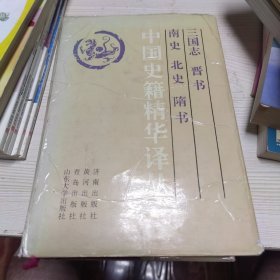 三国志 晋书
南史 北史 隋书
中国史籍精华译丛
济南出版社
黄河出版社
青岛出版社
山东大学出版社